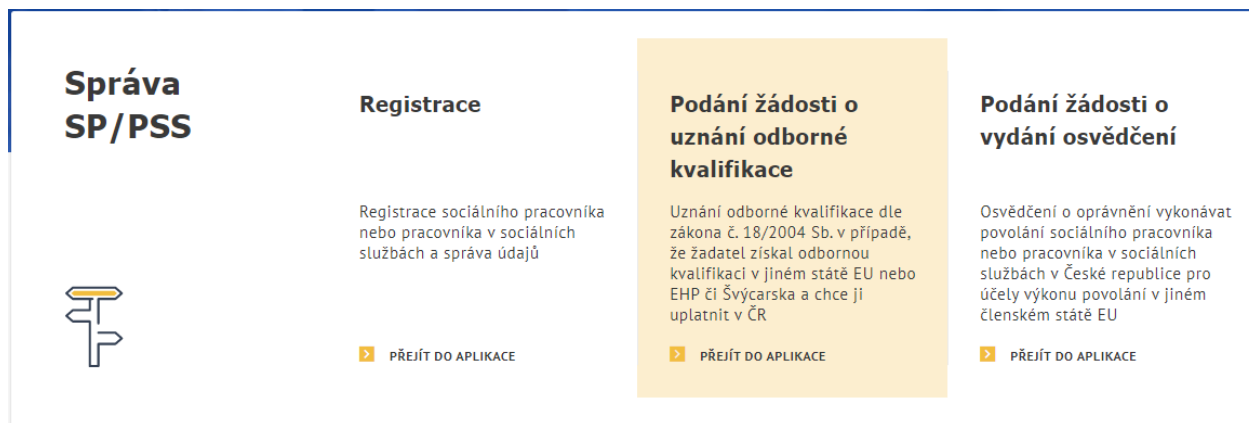 Správa
SP/PSS
Registrace
Registrace sociálního pracovníka
nebo pracovníka v sociálních
službách a správa údajů
PŘEJÍT DO APLIKACE
Podání žádosti o
uznání odborné
kvalifikace
Uznání odborné kvalifikace dle
zákona č. 18/2004 Sb. v případě,
že žadatel získal odbornou
kvalifikaci v jiném státě EU nebo
EHP či Švýcarska a chce ji
uplatnit v ČR
PŘEJÍT DO APLIKACE
Podání žádosti o
vydání osvědčení
Osvědčení o oprávnění vykonávat
povolání sociálního pracovníka
nebo pracovníka v sociálních
službách v České republice pro
účely výkonu povolání v jiném
členském státě EU
PŘEJÍT DO APLIKACE